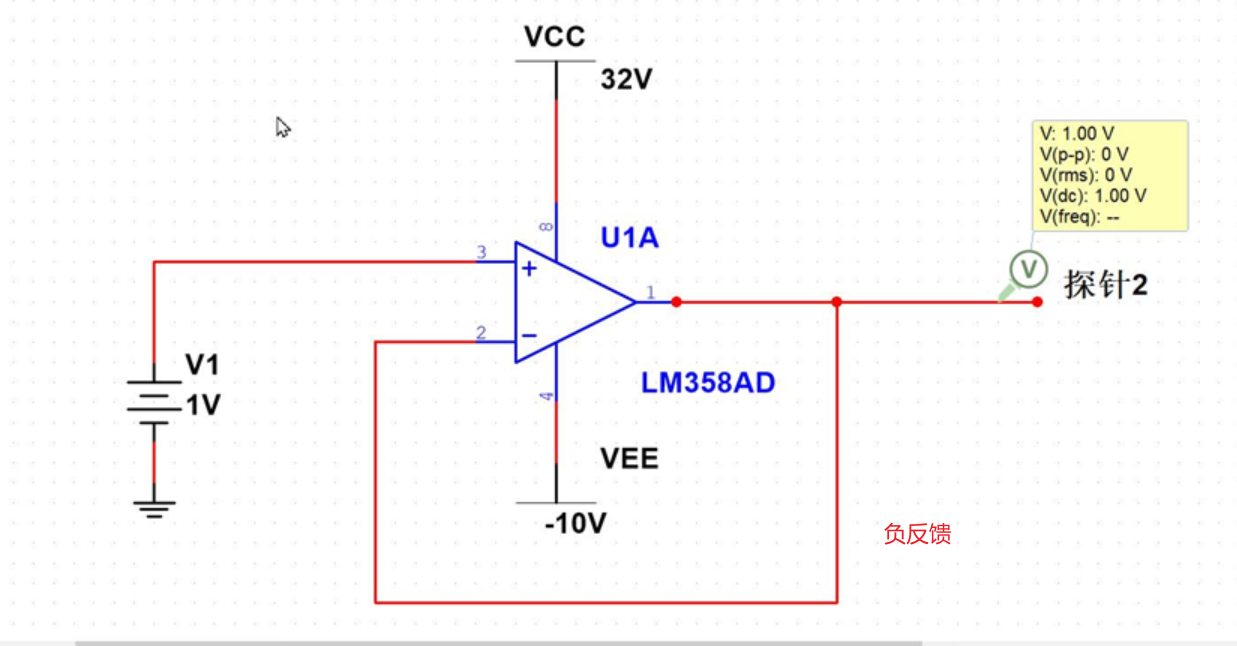 VCC
32V
V: 1.00 V
V(p-p): 0 V
V(rms): 0 V
V(dc): 1.00 V
V(freq): --
8
U1A
3
+
V
1
探针2
2
−
V1
1V
4
LM358AD
VEE
-10V
负反馈